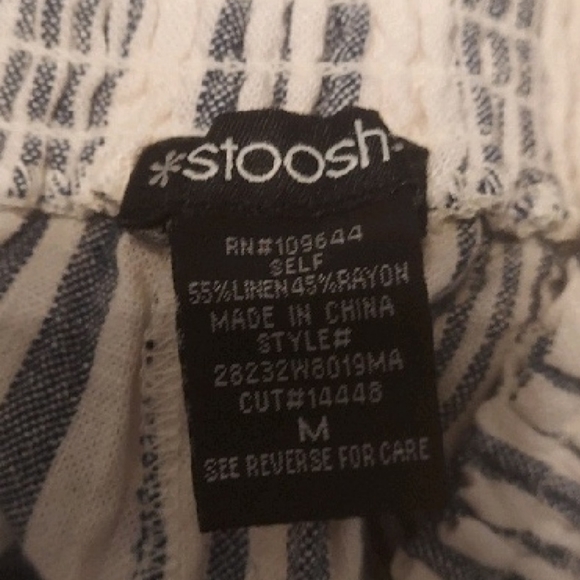 *stoosh.
RN#109644
SELF
55%LINEN45%RAYON
MADE IN CHINA
STYLE#
28232W8019MA
CUT#14448
M
SEE REVERSE FOR CARE